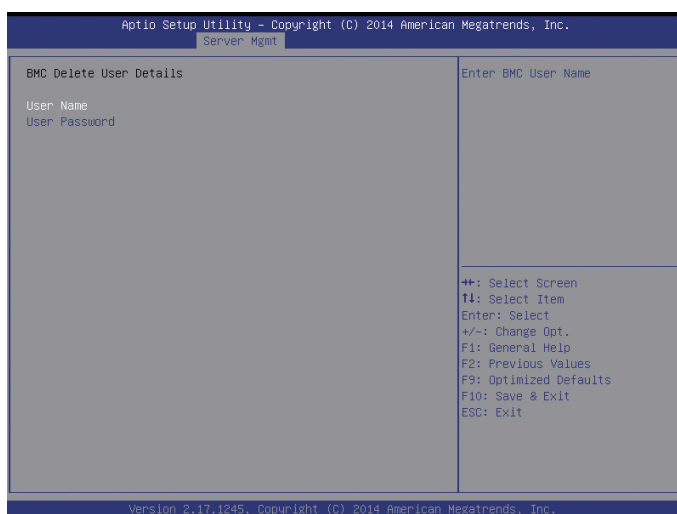 Aptio Setup Utility – Copyright (C) 2014 American Megatrends, Inc.
Server Mgmt
BMC Delete User Details
User Name
User Password
Enter BMC User Name
→←: Select Screen
↑↓: Select Item
Enter: Select
+/-: Change Opt.
F1: General Help
F2: Previous Values
F9: Optimized Defaults
F10: Save & Exit
ESC: Exit
Version 2.17.1245. Copyright (C) 2014 American Megatrends, Inc.